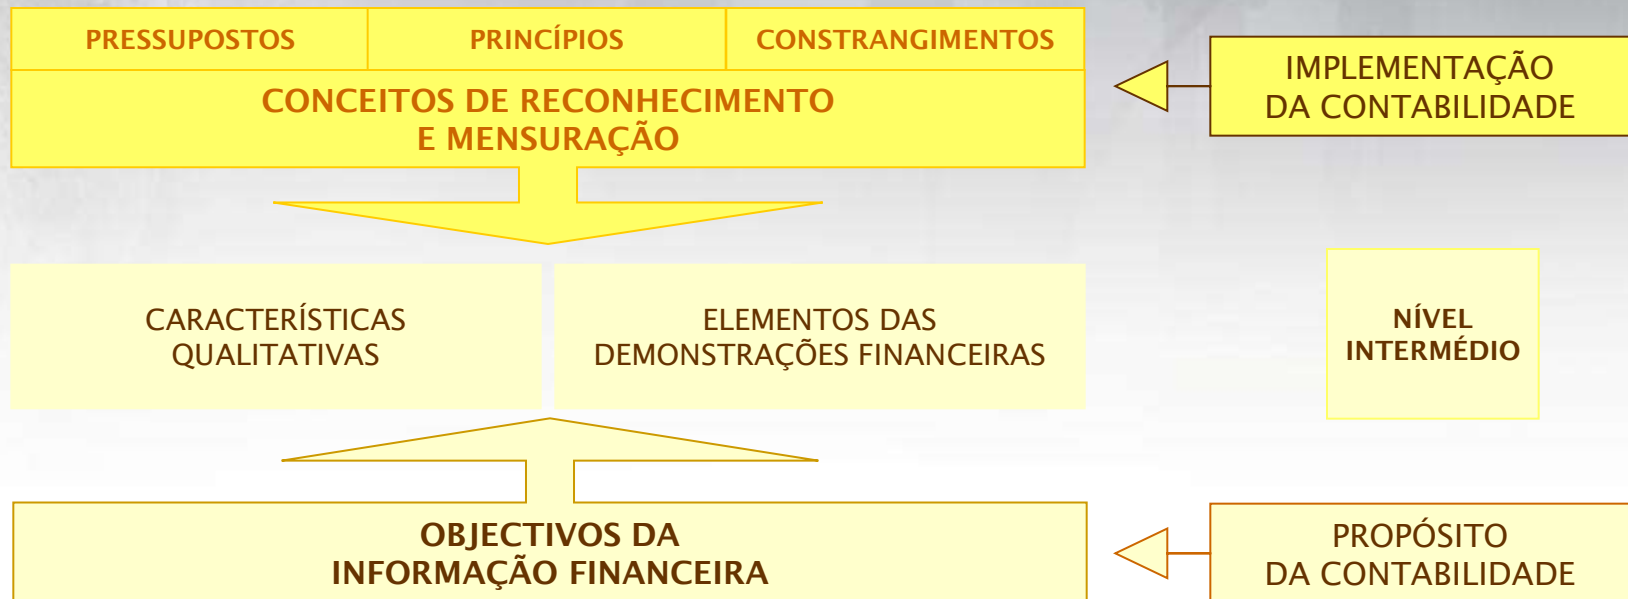 PRESSUPOSTOS
PRINCÍPIOS
CONSTRANGIMENTOS
CONCEITOS DE RECONHECIMENTO
E MENSURAÇÃO
IMPLEMENTAÇÃO
DA CONTABILIDADE
CARACTERÍSTICAS
QUALITATIVAS
ELEMENTOS DAS
DEMONSTRAÇÕES FINANCEIRAS
NÍVEL
INTERMÉDIO
OBJECTIVOS DA
INFORMAÇÃO FINANCEIRA
PROPÓSITO
DA CONTABILIDADE